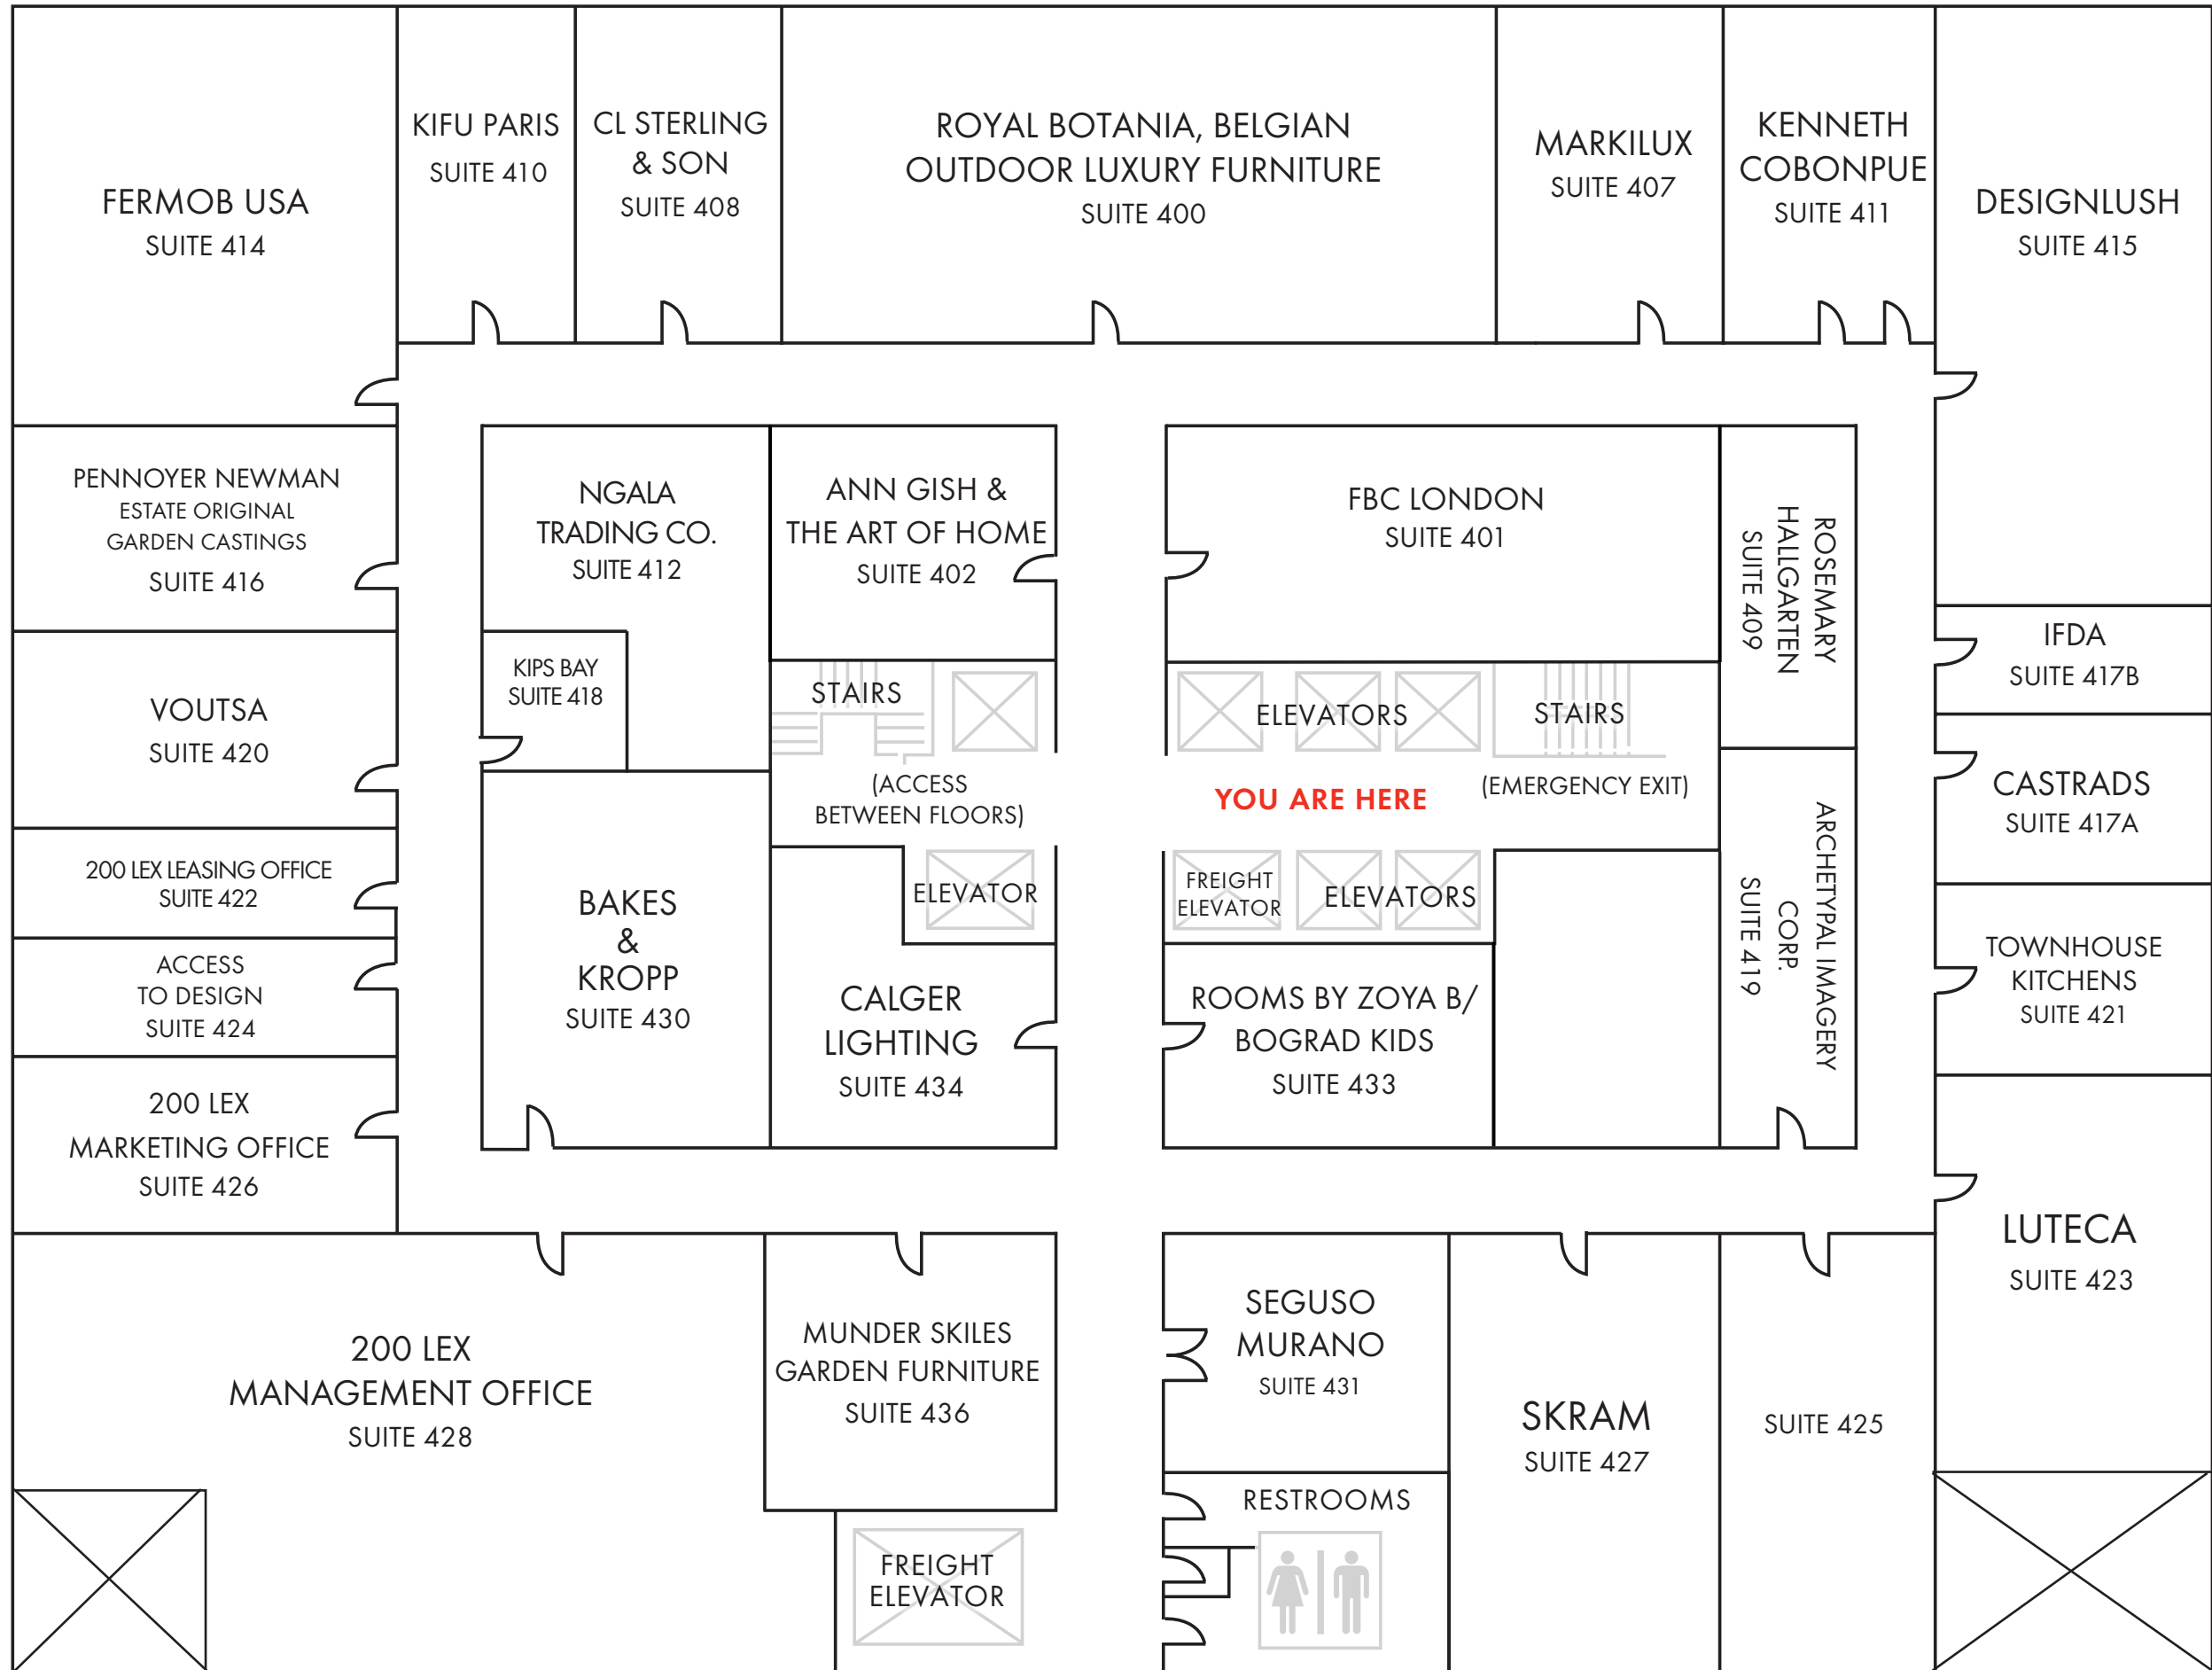 FERMOB USA
SUITE 414
KIFU PARIS
SUITE 410
CL STERLING
& SON
SUITE 408
ROYAL BOTANIA, BELGIAN
OUTDOOR LUXURY FURNITURE
SUITE 400
MARKILUX
SUITE 407
KENNETH
COBONPUE
SUITE 411
DESIGNLUSH
SUITE 415
PENNOYER NEWMAN
ESTATE ORIGINAL
GARDEN CASTINGS
SUITE 416
NGALA
TRADING CO.
SUITE 412
ANN GISH &
THE ART OF HOME
SUITE 402
FBC LONDON
SUITE 401
ROSEMARY
HALLGARTEN
SUITE 409
IFDA
SUITE 417B
VOUTSA
SUITE 420
KIPS BAY
SUITE 418
STAIRS
ELEVATORS
STAIRS
(ACCESS
BETWEEN FLOORS)
YOU ARE HERE
(EMERGENCY EXIT)
CASTRADS
SUITE 417A
200 LEX LEASING OFFICE
SUITE 422
BAKES
&
KROPP
SUITE 430
ELEVATOR
FREIGHT
ELEVATOR
ELEVATORS
ARCHETYPAL IMAGERY
CORP.
SUITE 419
TOWNHOUSE
KITCHENS
SUITE 421
ACCESS
TO DESIGN
SUITE 424
CALGER
LIGHTING
SUITE 434
ROOMS BY ZOYA B/
BOGRAD KIDS
SUITE 433
200 LEX
MARKETING OFFICE
SUITE 426
LUTECA
SUITE 423
200 LEX
MANAGEMENT OFFICE
SUITE 428
MUNDER SKILES
GARDEN FURNITURE
SUITE 436
SEGUSO
MURANO
SUITE 431
SKRAM
SUITE 427
SUITE 425
RESTROOMS
FREIGHT
ELEVATOR